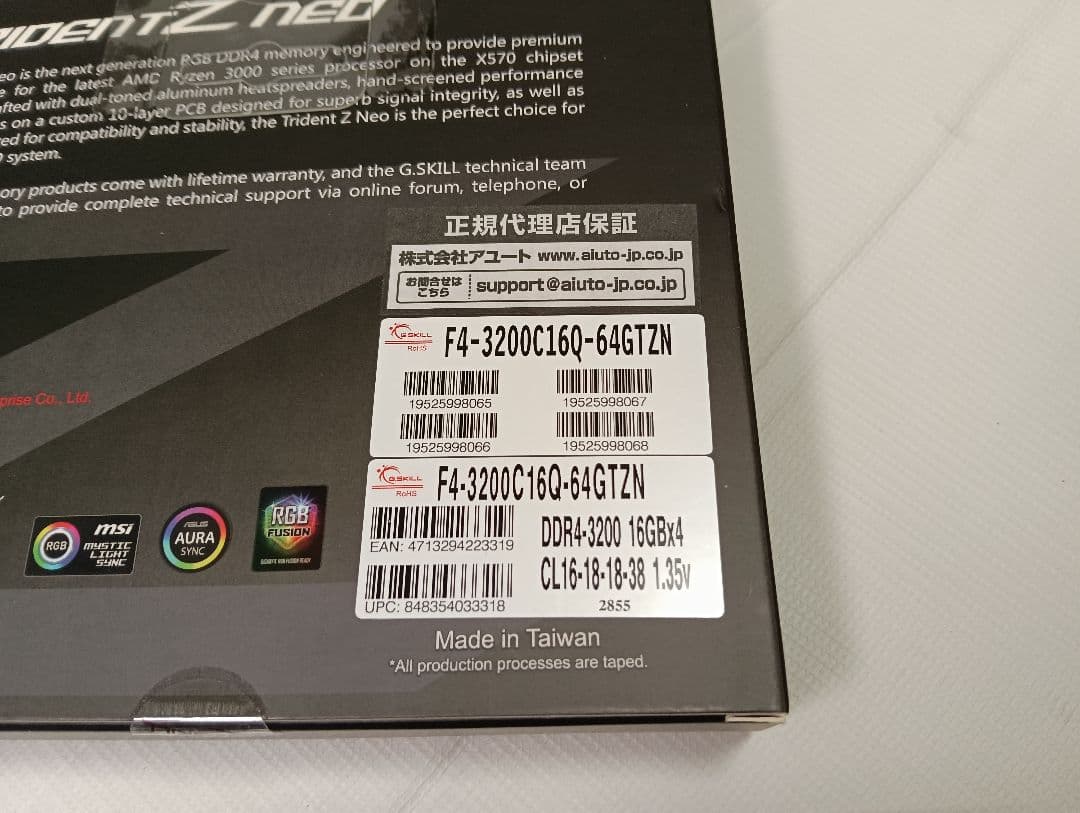 TRIDENTZ NEO
eo is the next generation RGB DDR4 memory engineered to provide premium
e for the latest AMD Ryzen 3000 series processor on the X570 chipset
afted with dual-toned aluminum heatspreaders, hand-screened performance
s on a custom 10-layer PCB designed for superb signal integrity, as well as
ed for compatibility and stability, the Trident Z Neo is the perfect choice for
system.
ory products come with lifetime warranty, and the G.SKILL technical team
to provide complete technical support via online forum, telephone, or
正規代理店保証
株式会社アユート www.aiuto-jp.co.jp
お問合せは
こちら
support@aiuto-jp.co.jp
G.SKILL
RoHS
F4-3200C16Q-64GTZN
19525998065
19525998067
19525998066
19525998068
prise Co., Ltd.
G.SKILL
RoHS
F4-3200C16Q-64GTZN
EAN: 4713294223319
DDR4-3200 16GBx4
CL16-18-18-38 1.35v
UPC: 848354033318
2855
RGB
msi
MYSTIC
LIGHT
SYNC
ASUS
AURA
SYNC
RGB
FUSION
Made in Taiwan
*All production processes are taped.